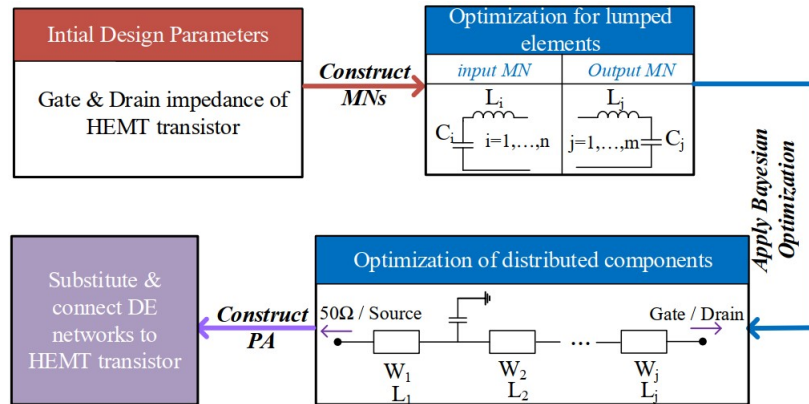 Intial Design Parameters
Gate & Drain impedance of
HEMT transistor
Construct
MNs
Optimization for lumped
elements
input MN
Output MN
Li
Ci
i=1,...,n
Lj
j=1,...,m
Cj
Apply Bayesian
Optimization
Optimization of distributed components
50Ω / Source
Gate / Drain
...
W1
L1
W2
L2
Wj
Lj
Construct
PA
Substitute &
connect DE
networks to
HEMT transistor